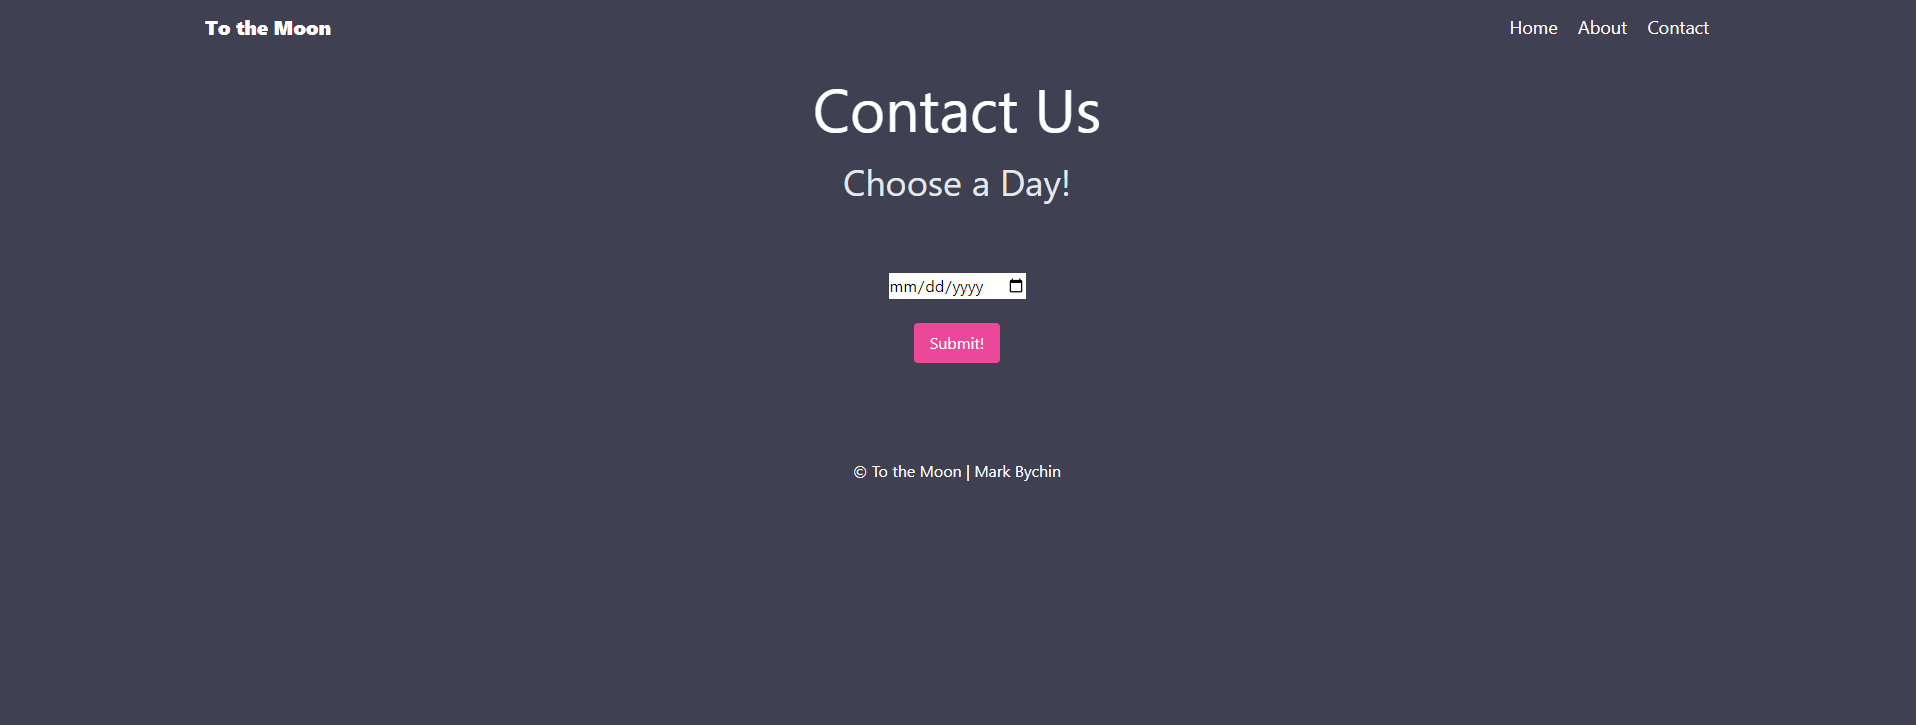 To the Moon
Home About Contact
Contact Us
Choose a Day!
mm/dd/yyyy
Submit!
© To the Moon | Mark Bychin